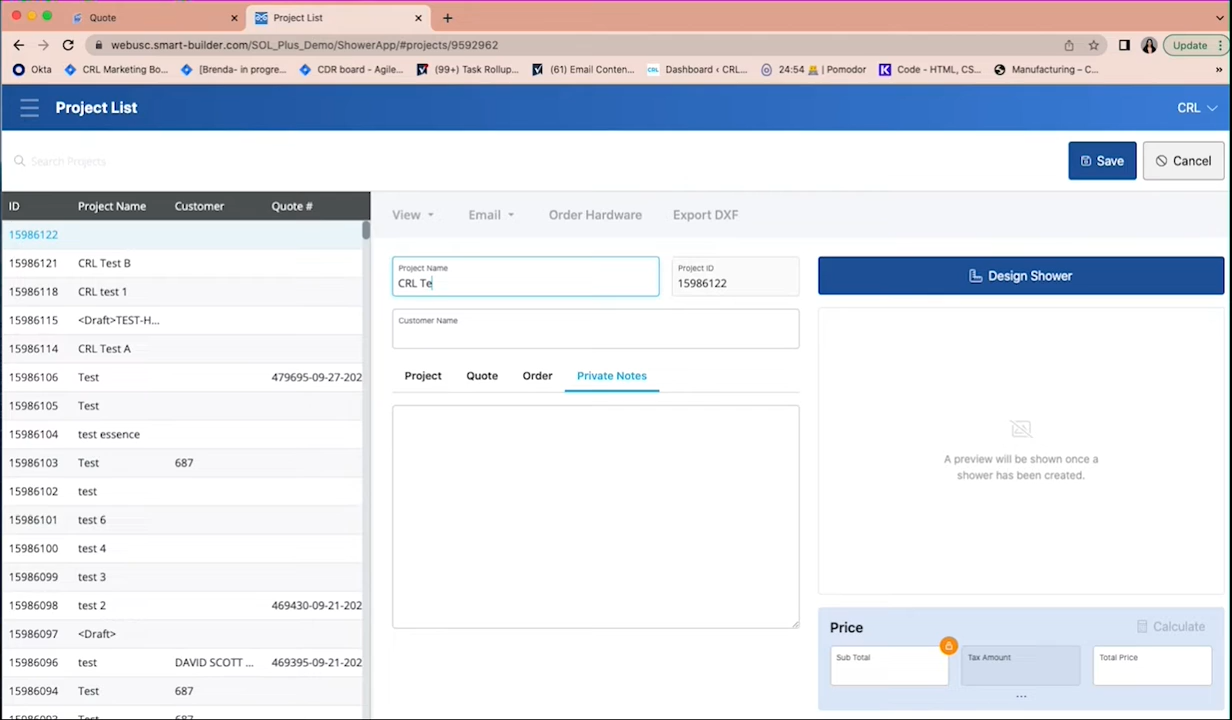 Quote
Project List
webusc.smart-builder.com/SOL_Plus_Demo/ShowerApp/#projects/9592962
Update
Okta
CRL Marketing Bo...
[Brenda- in progre...
CDR board - Agile...
(99+) Task Rollup...
(61) Email Conten...
CRL
Dashboard ‹ CRL...
24:54 | Pomodor
Code - HTML, CS...
Manufacturing – C...
»
Project List
CRL
Search Projects
Save
Cancel
ID Project Name Customer Quote #
15986122
15986121 CRL Test B
15986118 CRL test 1
15986115 <Draft>TEST-H...
15986114 CRL Test A
15986106 Test 479695-09-27-202
15986105 Test
15986104 test essence
15986103 Test 687
15986102 test
15986101 test 6
15986100 test 4
15986099 test 3
15986098 test 2 469430-09-21-202
15986097 <Draft>
15986096 test DAVID SCOTT ... 469395-09-21-202
15986094 Test 687
15986093 Test 687
View
Email
Order Hardware
Export DXF
Project Name
CRL Te
Project ID
15986122
Customer Name
Project
Quote
Order
Private Notes
Design Shower
A preview will be shown once a
shower has been created.
Price
Calculate
Sub Total
Tax Amount
Total Price
...